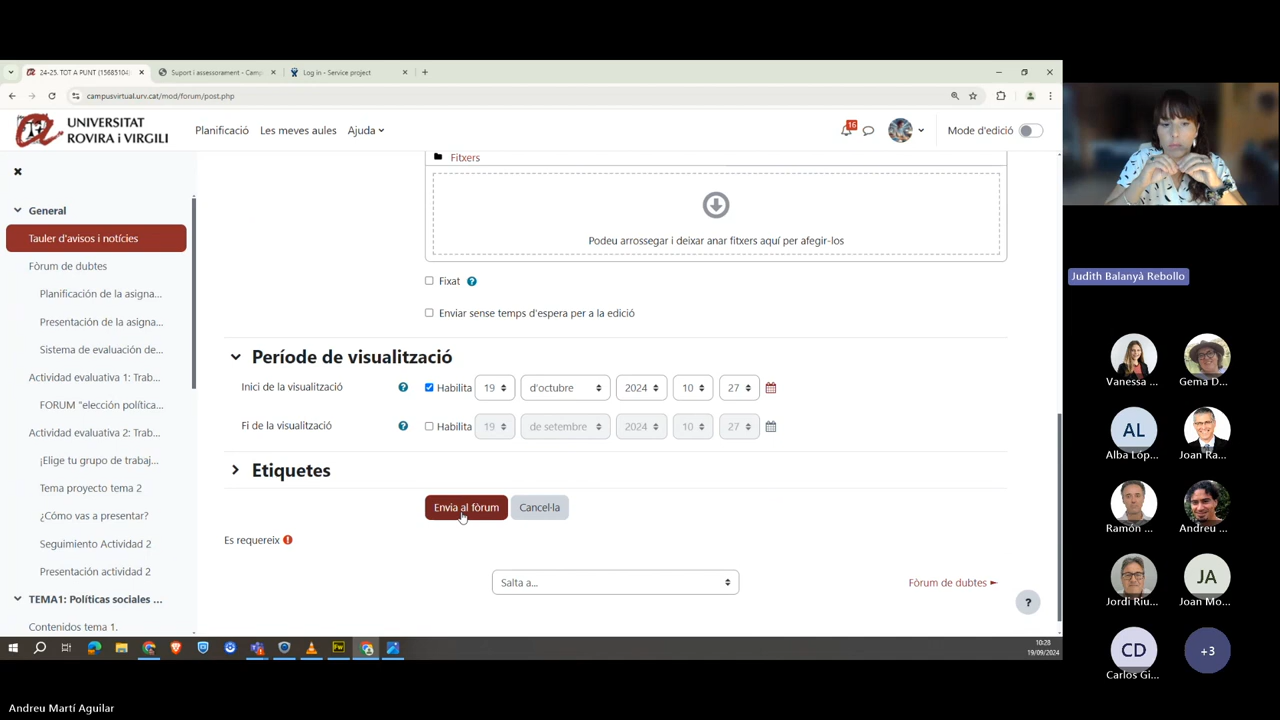 24-25. TOT A PUNT (15685104
Suport i assessorament - Camp
Log in - Service project
campusvirtual.urv.cat/mod/forum/post.php
UNIVERSITAT
ROVIRA i VIRGILI
Planificació
Les meves aules
Ajuda
16
Mode d'edició
General
Tauler d'avisos i notícies
Fòrum de dubtes
Planificación de la asigna...
Presentación de la asigna...
Sistema de evaluación de...
Actividad evaluativa 1: Trab...
FORUM "elección política...
Actividad evaluativa 2: Trab...
¡Elige tu grupo de trabaj...
Tema proyecto tema 2
¿Cómo vas a presentar?
Seguimiento Actividad 2
Presentación actividad 2
TEMA1: Políticas sociales ...
Contenidos tema 1.
Fitxers
Podeu arrossegar i deixar anar fitxers aquí per afegir-los
Fixat
Enviar sense temps d'espera per a la edició
Període de visualització
Inici de la visualització
Habilita 19 d'octubre 2024 10 27
Fi de la visualització
Habilita 19 de setembre 2024 10 27
Etiquetes
Envia al fòrum
Cancel·la
Es requereix
Salta a...
Fòrum de dubtes ►
?
10:28
19/09/2024
Judith Balanyà Rebollo
Vanessa ...
Gema D...
AL
Alba Lóp...
Joan Ra...
Ramón ...
Andreu ...
Jordi Riu...
JA
Joan Mo...
CD
Carlos Gi...
+3
Andreu Martí Aguilar